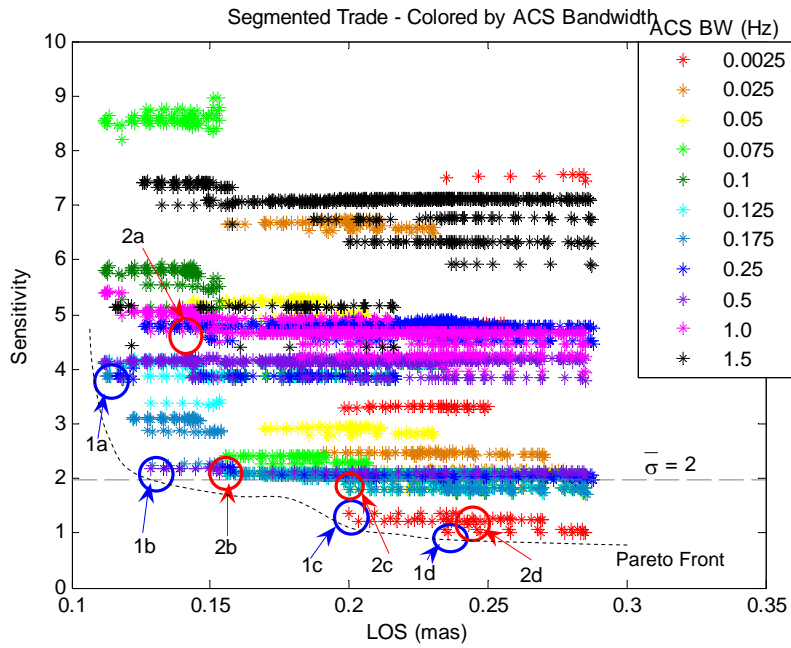 Segmented Trade - Colored by ACS Bandwidth
ACS BW (Hz)
0.0025
0.025
0.05
0.075
0.1
0.125
0.175
0.25
0.5
1.0
1.5
10
9
8
7
6
5
4
3
2
1
0
Sensitivity
2a
1a
1b
2b
1c
2c
1d
2d
σ̅ = 2
Pareto Front
0.1
0.15
0.2
0.25
0.3
0.35
LOS (mas)